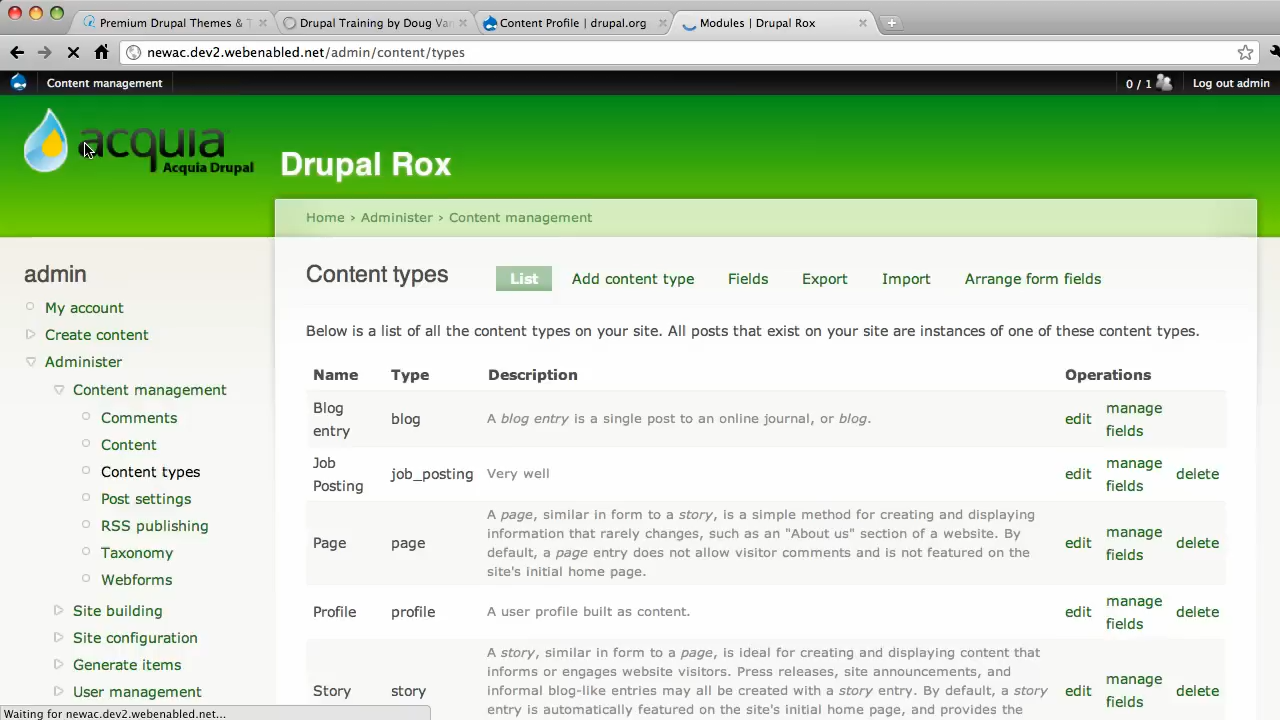 Premium Drupal Themes & T
Drupal Training by Doug Van
Content Profile | drupal.org
Modules | Drupal Rox
newac.dev2.webenabled.net/admin/content/types
Content management
0 / 1
Log out admin
acquia
Acquia Drupal
Drupal Rox
Home › Administer › Content management
admin
My account
Create content
Administer
Content management
Comments
Content
Content types
Post settings
RSS publishing
Taxonomy
Webforms
Site building
Site configuration
Generate items
User management
Content types
List
Add content type
Fields
Export
Import
Arrange form fields
Below is a list of all the content types on your site. All posts that exist on your site are instances of one of these content types.
Name Type Description Operations
Blog entry blog A blog entry is a single post to an online journal, or blog. edit manage fields
Job Posting job_posting Very well edit manage fields delete
Page page A page, similar in form to a story, is a simple method for creating and displaying
information that rarely changes, such as an "About us" section of a website. By
default, a page entry does not allow visitor comments and is not featured on the
site's initial home page. edit manage fields delete
Profile profile A user profile built as content. edit manage fields delete
Story story A story, similar in form to a page, is ideal for creating and displaying content that
informs or engages website visitors. Press releases, site announcements, and
informal blog-like entries may all be created with a story entry. By default, a story
entry is automatically featured on the site's initial home page, and provides the
edit manage fields delete
Waiting for newac.dev2.webenabled.net...